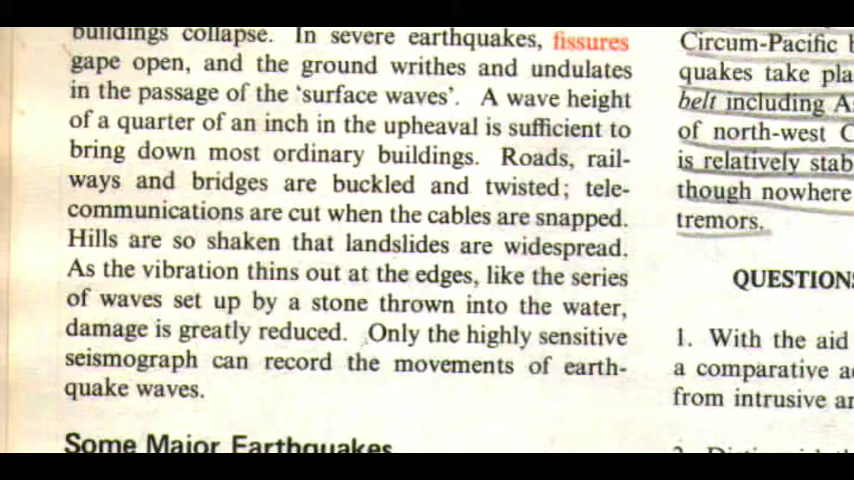 buildings collapse. In severe earthquakes, fissures
gape open, and the ground writhes and undulates
in the passage of the ‘surface waves’. A wave height
of a quarter of an inch in the upheaval is sufficient to
bring down most ordinary buildings. Roads, rail-
ways and bridges are buckled and twisted; tele-
communications are cut when the cables are snapped.
Hills are so shaken that landslides are widespread.
As the vibration thins out at the edges, like the series
of waves set up by a stone thrown into the water,
damage is greatly reduced. Only the highly sensitive
seismograph can record the movements of earth-
quake waves.
Some Major Earthquakes
Circum-Pacific
quakes take pla
belt including A
of north-west C
is relatively stab
though nowhere
tremors.
QUESTIONS
1. With the aid
a comparative a
from intrusive an